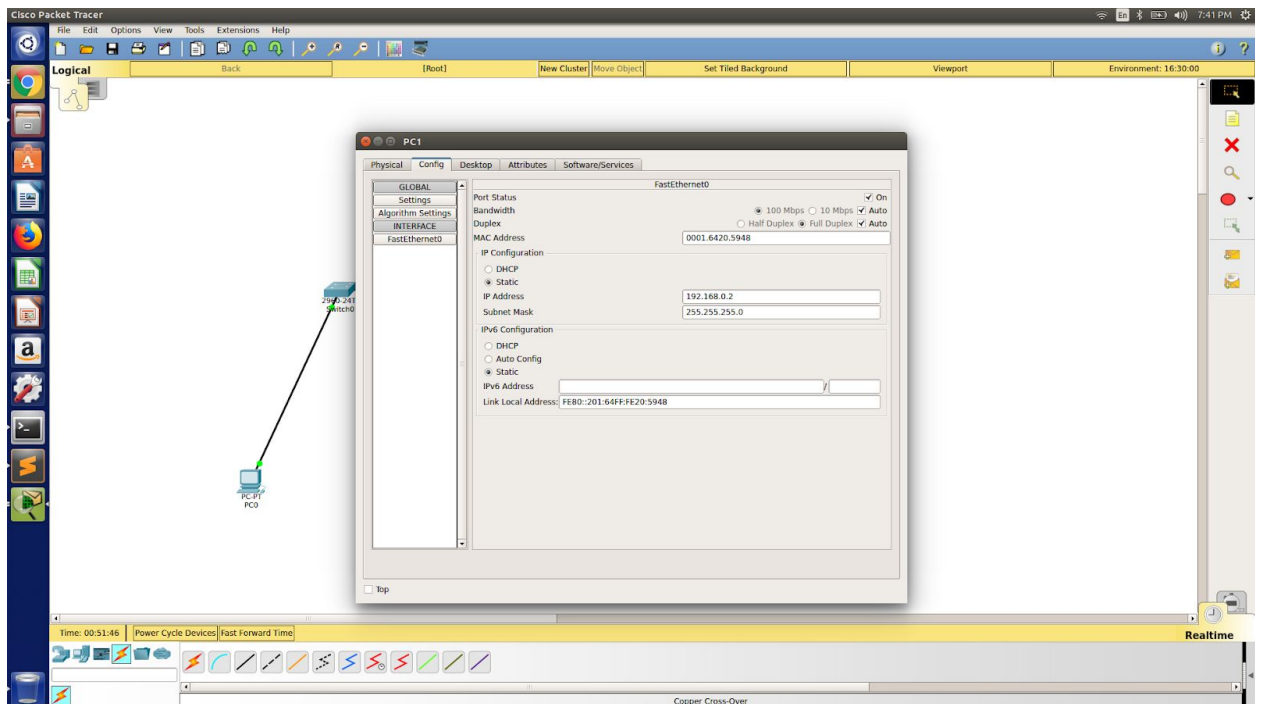 Cisco Packet Tracer
En
7:41 PM
File Edit Options View Tools Extensions Help
Logical Back [Root] New Cluster Move Object Set Tiled Background Viewport Environment: 16:30:00
PC1
Physical Config Desktop Attributes Software/Services
GLOBAL
Settings
Algorithm Settings
INTERFACE
FastEthernet0
FastEthernet0
Port Status On
Bandwidth 100 Mbps 10 Mbps Auto
Duplex Half Duplex Full Duplex Auto
MAC Address 0001.6420.5948
IP Configuration
DHCP
Static
IP Address 192.168.0.2
Subnet Mask 255.255.255.0
IPv6 Configuration
DHCP
Auto Config
Static
IPv6 Address /
Link Local Address: FE80::201:64FF:FE20:5948
Top
2960-24T
Switch0
PC-PT
PC0
Time: 00:51:46 Power Cycle Devices Fast Forward Time Realtime
Copper Cross-Over